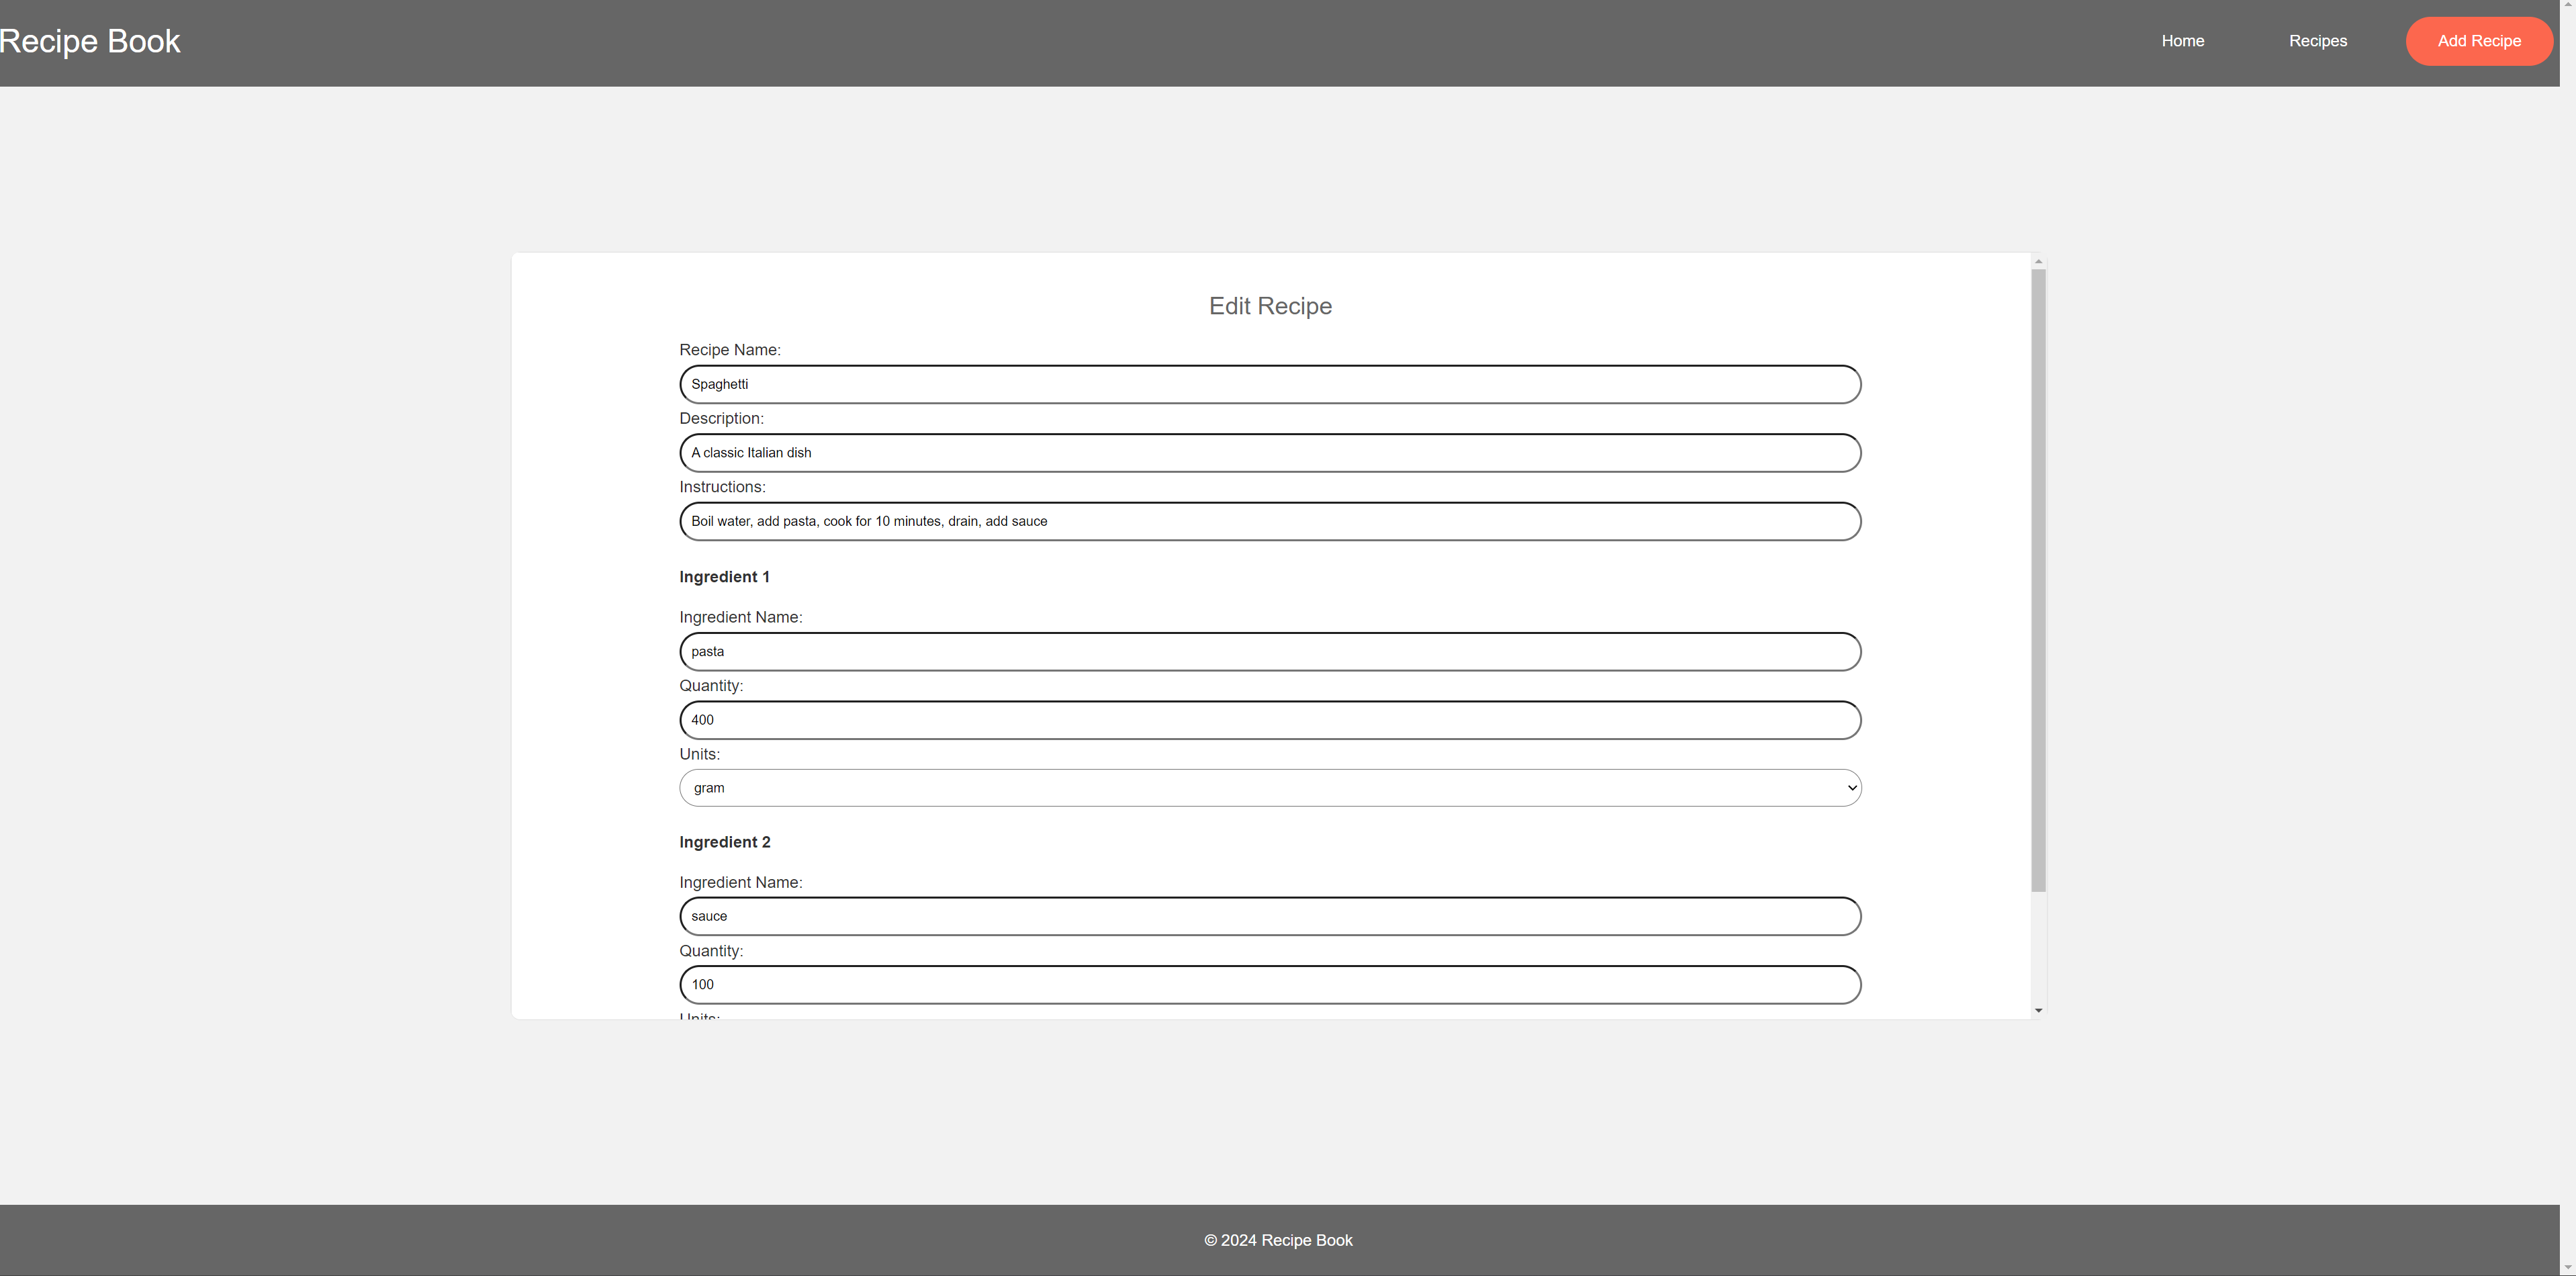 Recipe Book
Home
Recipes
Add Recipe
Edit Recipe
Recipe Name:
Spaghetti
Description:
A classic Italian dish
Instructions:
Boil water, add pasta, cook for 10 minutes, drain, add sauce
Ingredient 1
Ingredient Name:
pasta
Quantity:
400
Units:
gram
Ingredient 2
Ingredient Name:
sauce
Quantity:
100
Units:
© 2024 Recipe Book